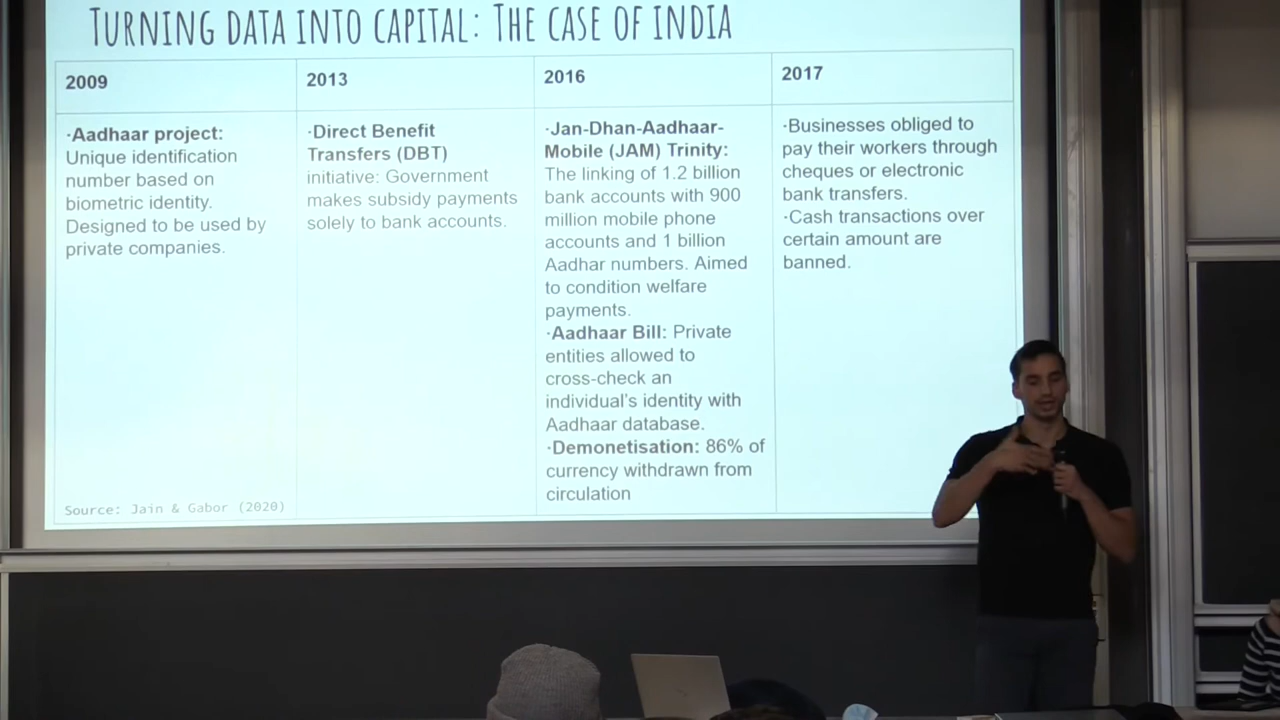 TURNING DATA INTO CAPITAL: THE CASE OF INDIA
2009
·Aadhaar project:
Unique identification
number based on
biometric identity.
Designed to be used by
private companies.
2013
·Direct Benefit
Transfers (DBT)
initiative: Government
makes subsidy payments
solely to bank accounts.
2016
·Jan-Dhan-Aadhaar-
Mobile (JAM) Trinity:
The linking of 1.2 billion
bank accounts with 900
million mobile phone
accounts and 1 billion
Aadhar numbers. Aimed
to condition welfare
payments.
·Aadhaar Bill: Private
entities allowed to
cross-check an
individual's identity with
Aadhaar database.
·Demonetisation: 86% of
currency withdrawn from
circulation
2017
·Businesses obliged to
pay their workers through
cheques or electronic
bank transfers.
·Cash transactions over
certain amount are
banned.
Source: Jain & Gabor (2020)